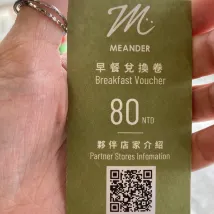 m
MEANDER
早餐兌換卷
Breakfast Voucher
80 NTD
夥伴店家介紹
Partner Stores Infomation